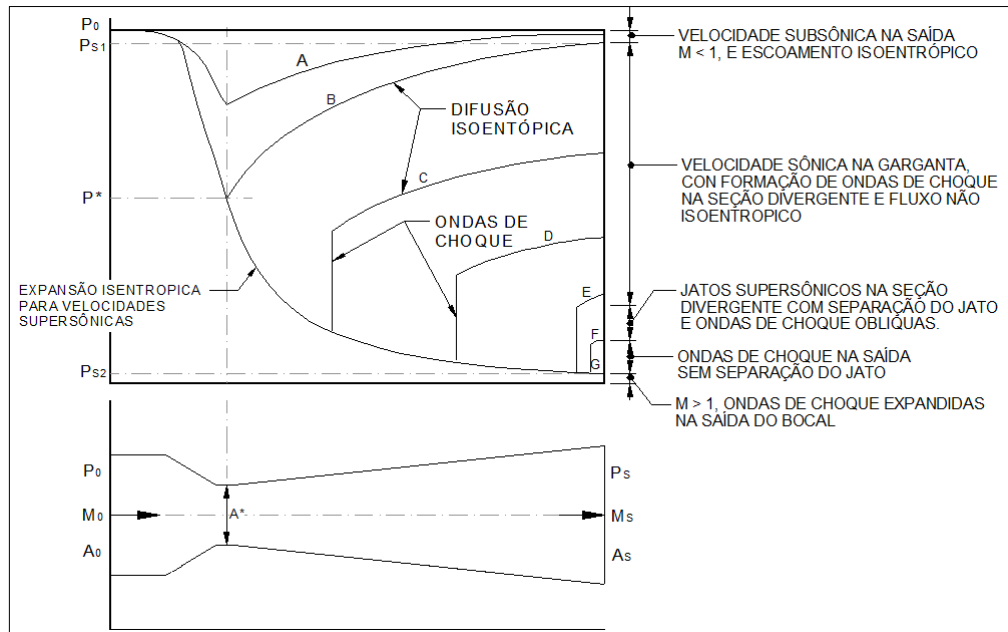 P0
PS1
P*
PS2
A
B
C
D
E
F
G
DIFUSÃO
ISOENTÓPICA
ONDAS DE
CHOQUE
EXPANSÃO ISENTROPICA
PARA VELOCIDADES
SUPERSÔNICAS
VELOCIDADE SUBSÔNICA NA SAÍDA
M < 1, E ESCOAMENTO ISOENTRÓPICO
VELOCIDADE SÔNICA NA GARGANTA,
CON FORMAÇÃO DE ONDAS DE CHOQUE
NA SEÇÃO DIVERGENTE E FLUXO NÃO
ISOENTROPICO
JATOS SUPERSÔNICOS NA SEÇÃO
DIVERGENTE COM SEPARAÇÃO DO JATO
E ONDAS DE CHOQUE OBLÍQUAS.
ONDAS DE CHOQUE NA SAÍDA
SEM SEPARAÇÃO DO JATO
M > 1, ONDAS DE CHOQUE EXPANDIDAS
NA SAÍDA DO BOCAL
P0
M0
A0
A*
PS
MS
AS